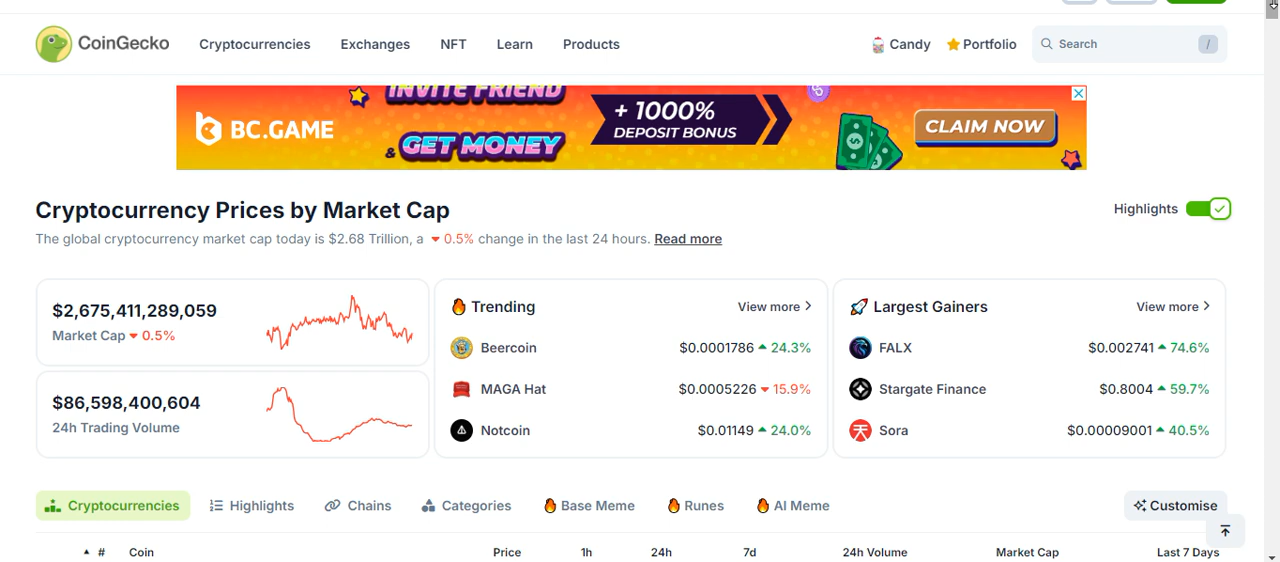 CoinGecko Cryptocurrencies Exchanges NFT Learn Products Candy Portfolio Search /
BC.GAME INVITE FRIEND & GET MONEY + 1000% DEPOSIT BONUS CLAIM NOW
Cryptocurrency Prices by Market Cap Highlights
The global cryptocurrency market cap today is $2.68 Trillion, a 0.5% change in the last 24 hours. Read more
$2,675,411,289,059
Market Cap 0.5%
$86,598,400,604
24h Trading Volume
Trending View more
Beercoin $0.0001786 24.3%
MAGA Hat $0.0005226 15.9%
Notcoin $0.01149 24.0%
Largest Gainers View more
FALX $0.002741 74.6%
Stargate Finance $0.8004 59.7%
Sora $0.00009001 40.5%
Cryptocurrencies Highlights Chains Categories Base Meme Runes AI Meme Customise
# Coin Price 1h 24h 7d 24h Volume Market Cap Last 7 Days